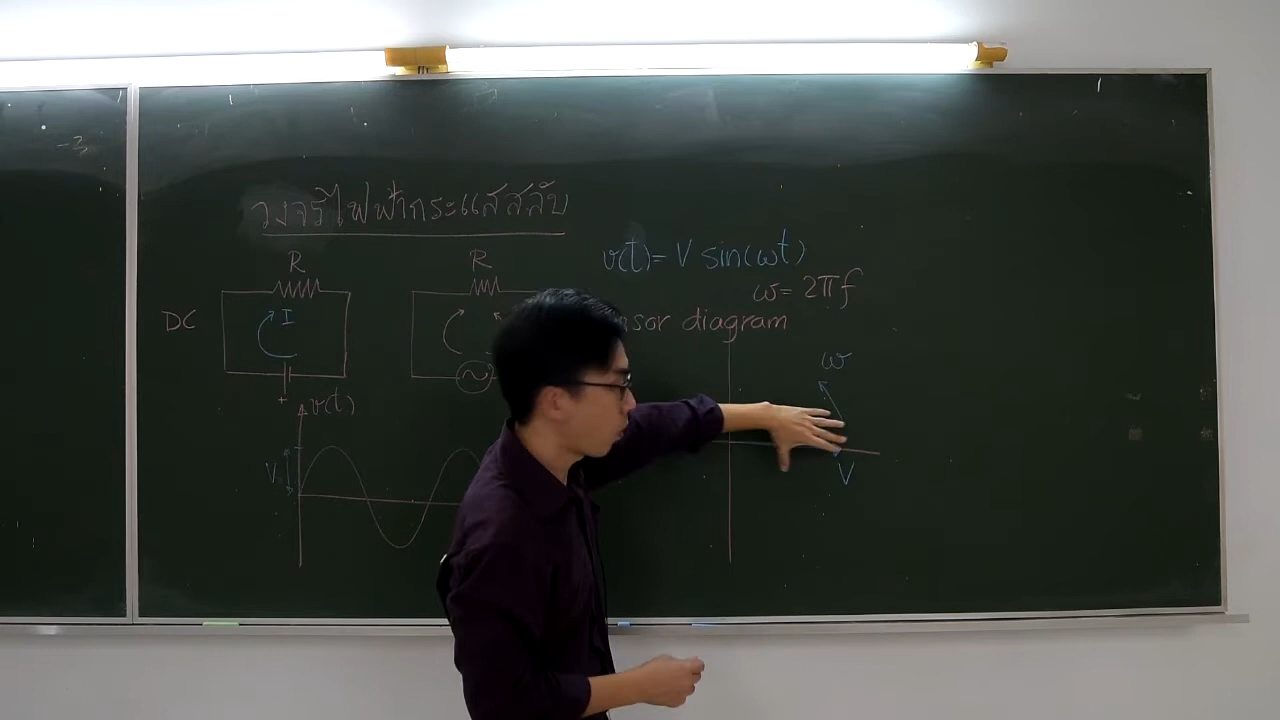 วงจรไฟฟ้ากระแสสลับ
R
R
DC
I
+
v(t)
V
v(t)= V sin(ωt)
ω= 2πf
diagram
ω
V